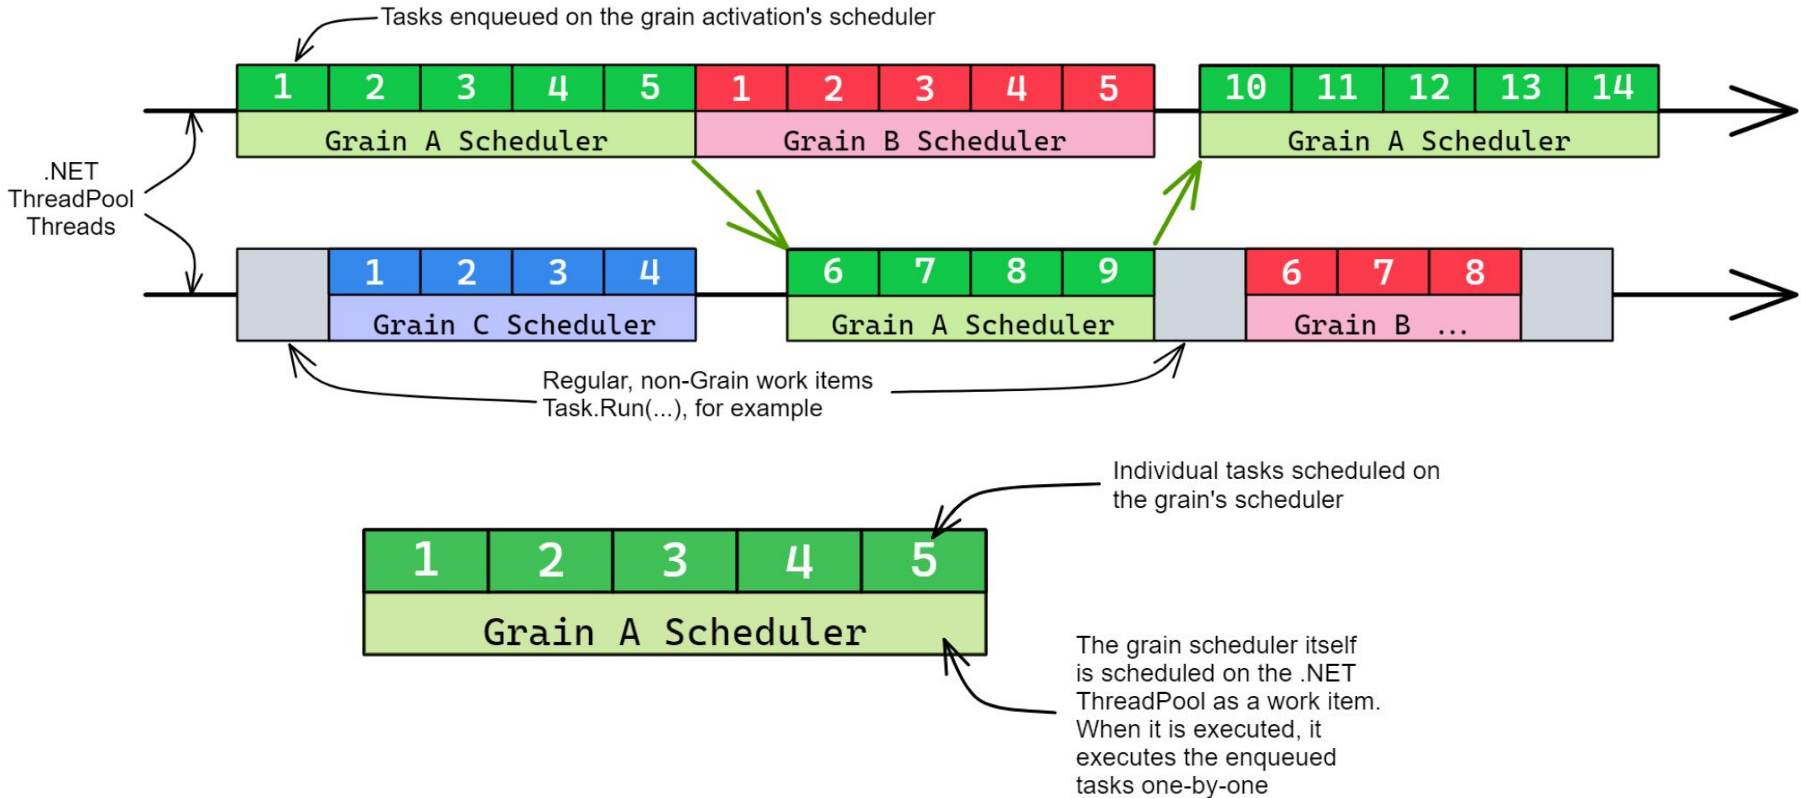 Tasks enqueued on the grain activation's scheduler
1 2 3 4 5 1 2 3 4 5 10 11 12 13 14
Grain A Scheduler Grain B Scheduler Grain A Scheduler
.NET
ThreadPool
Threads
1 2 3 4 6 7 8 9 6 7 8
Grain C Scheduler Grain A Scheduler Grain B ...
Regular, non-Grain work items
Task.Run(...), for example
Individual tasks scheduled on
the grain's scheduler
1 2 3 4 5
Grain A Scheduler
The grain scheduler itself
is scheduled on the .NET
ThreadPool as a work item.
When it is executed, it
executes the enqueued
tasks one-by-one